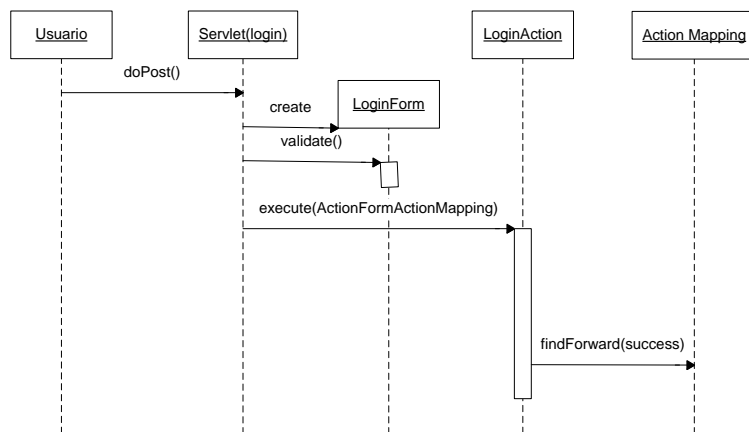 Usuario
Servlet(login)
LoginAction
Action Mapping
doPost()
LoginForm
create
validate()
execute(ActionFormActionMapping)
findForward(success)